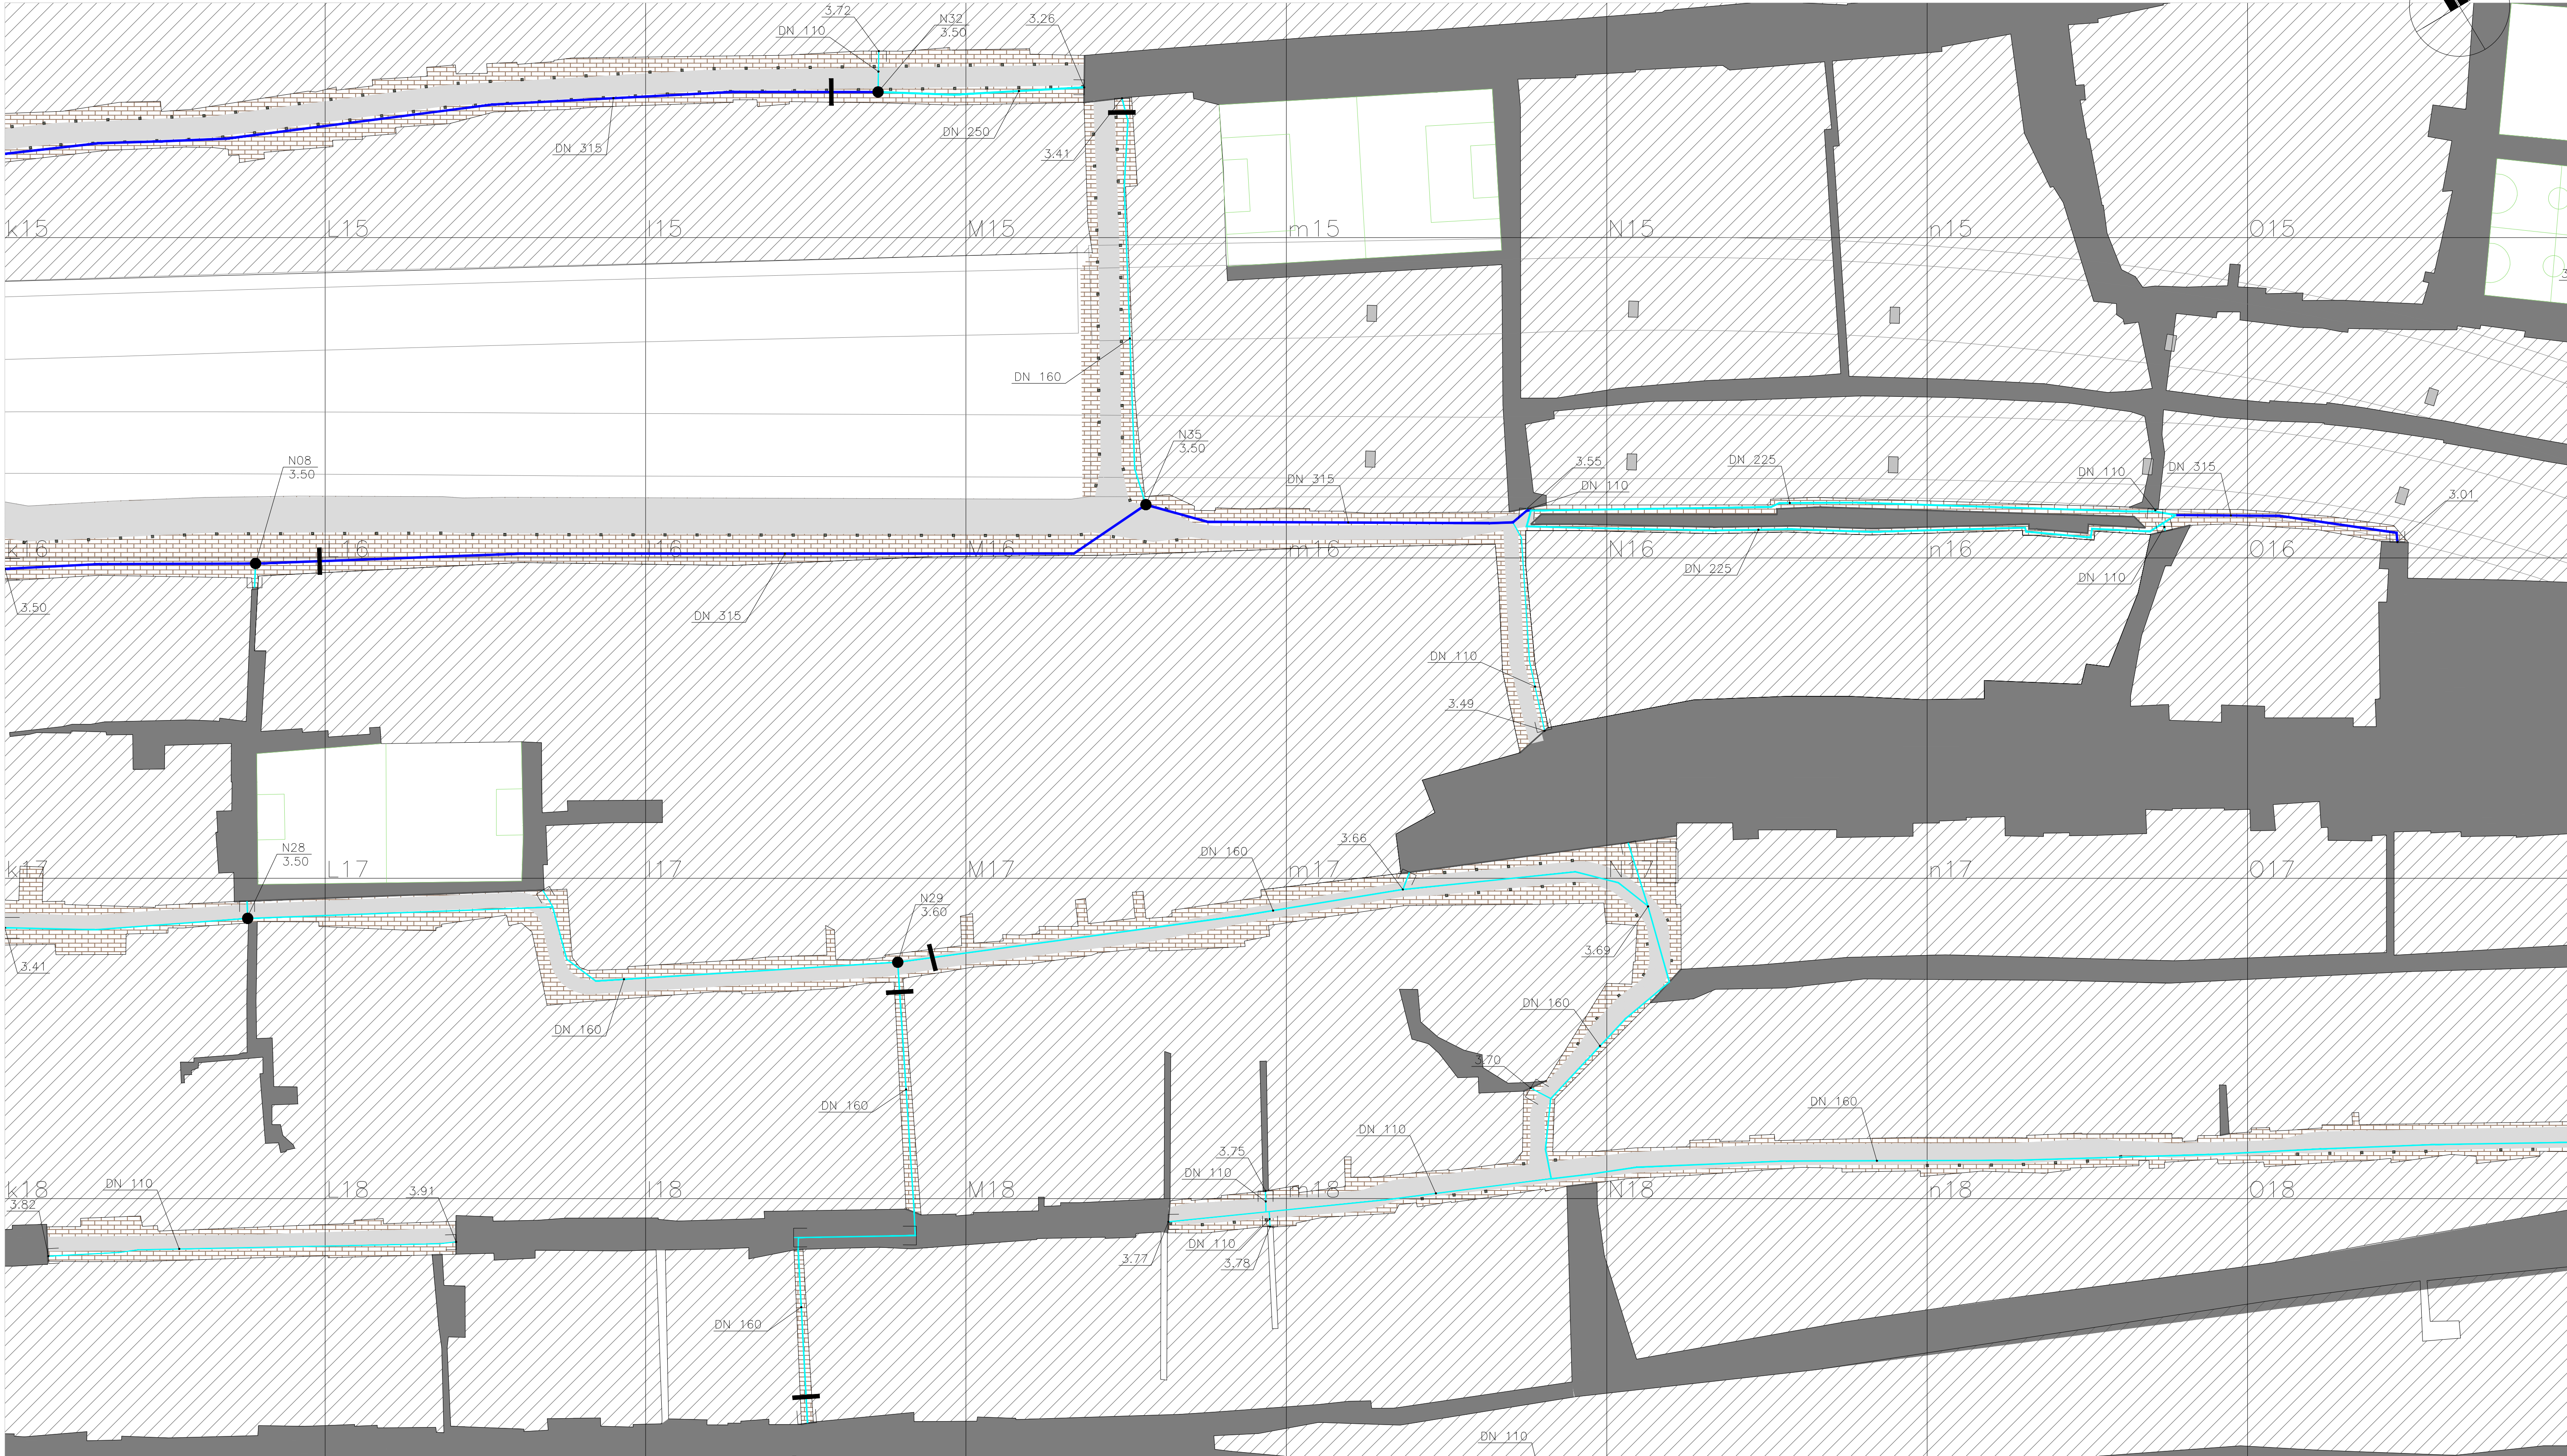 3.72
N32
3.50
3.26
DN 110
DN 250
DN 315
3.41
k15
L15
l15
M15
m15
N15
n15
O15
DN 160
N35
3.50
N08
3.50
DN 315
3.55
DN 110
DN 225
DN 110
DN 315
3.01
k16
L16
l16
M16
m16
N16
n16
O16
DN 225
DN 110
3.50
DN 315
DN 110
3.49
N28
3.50
DN 160
3.66
k17
L17
l17
M17
m17
N17
n17
O17
N29
3.60
3.41
3.69
DN 160
DN 160
3.70
DN 160
DN 160
DN 110
3.75
DN 110
k18
L18
l18
M18
m18
N18
n18
O18
DN 110
3.82
3.91
DN 110
3.77
3.78
DN 160
DN 110